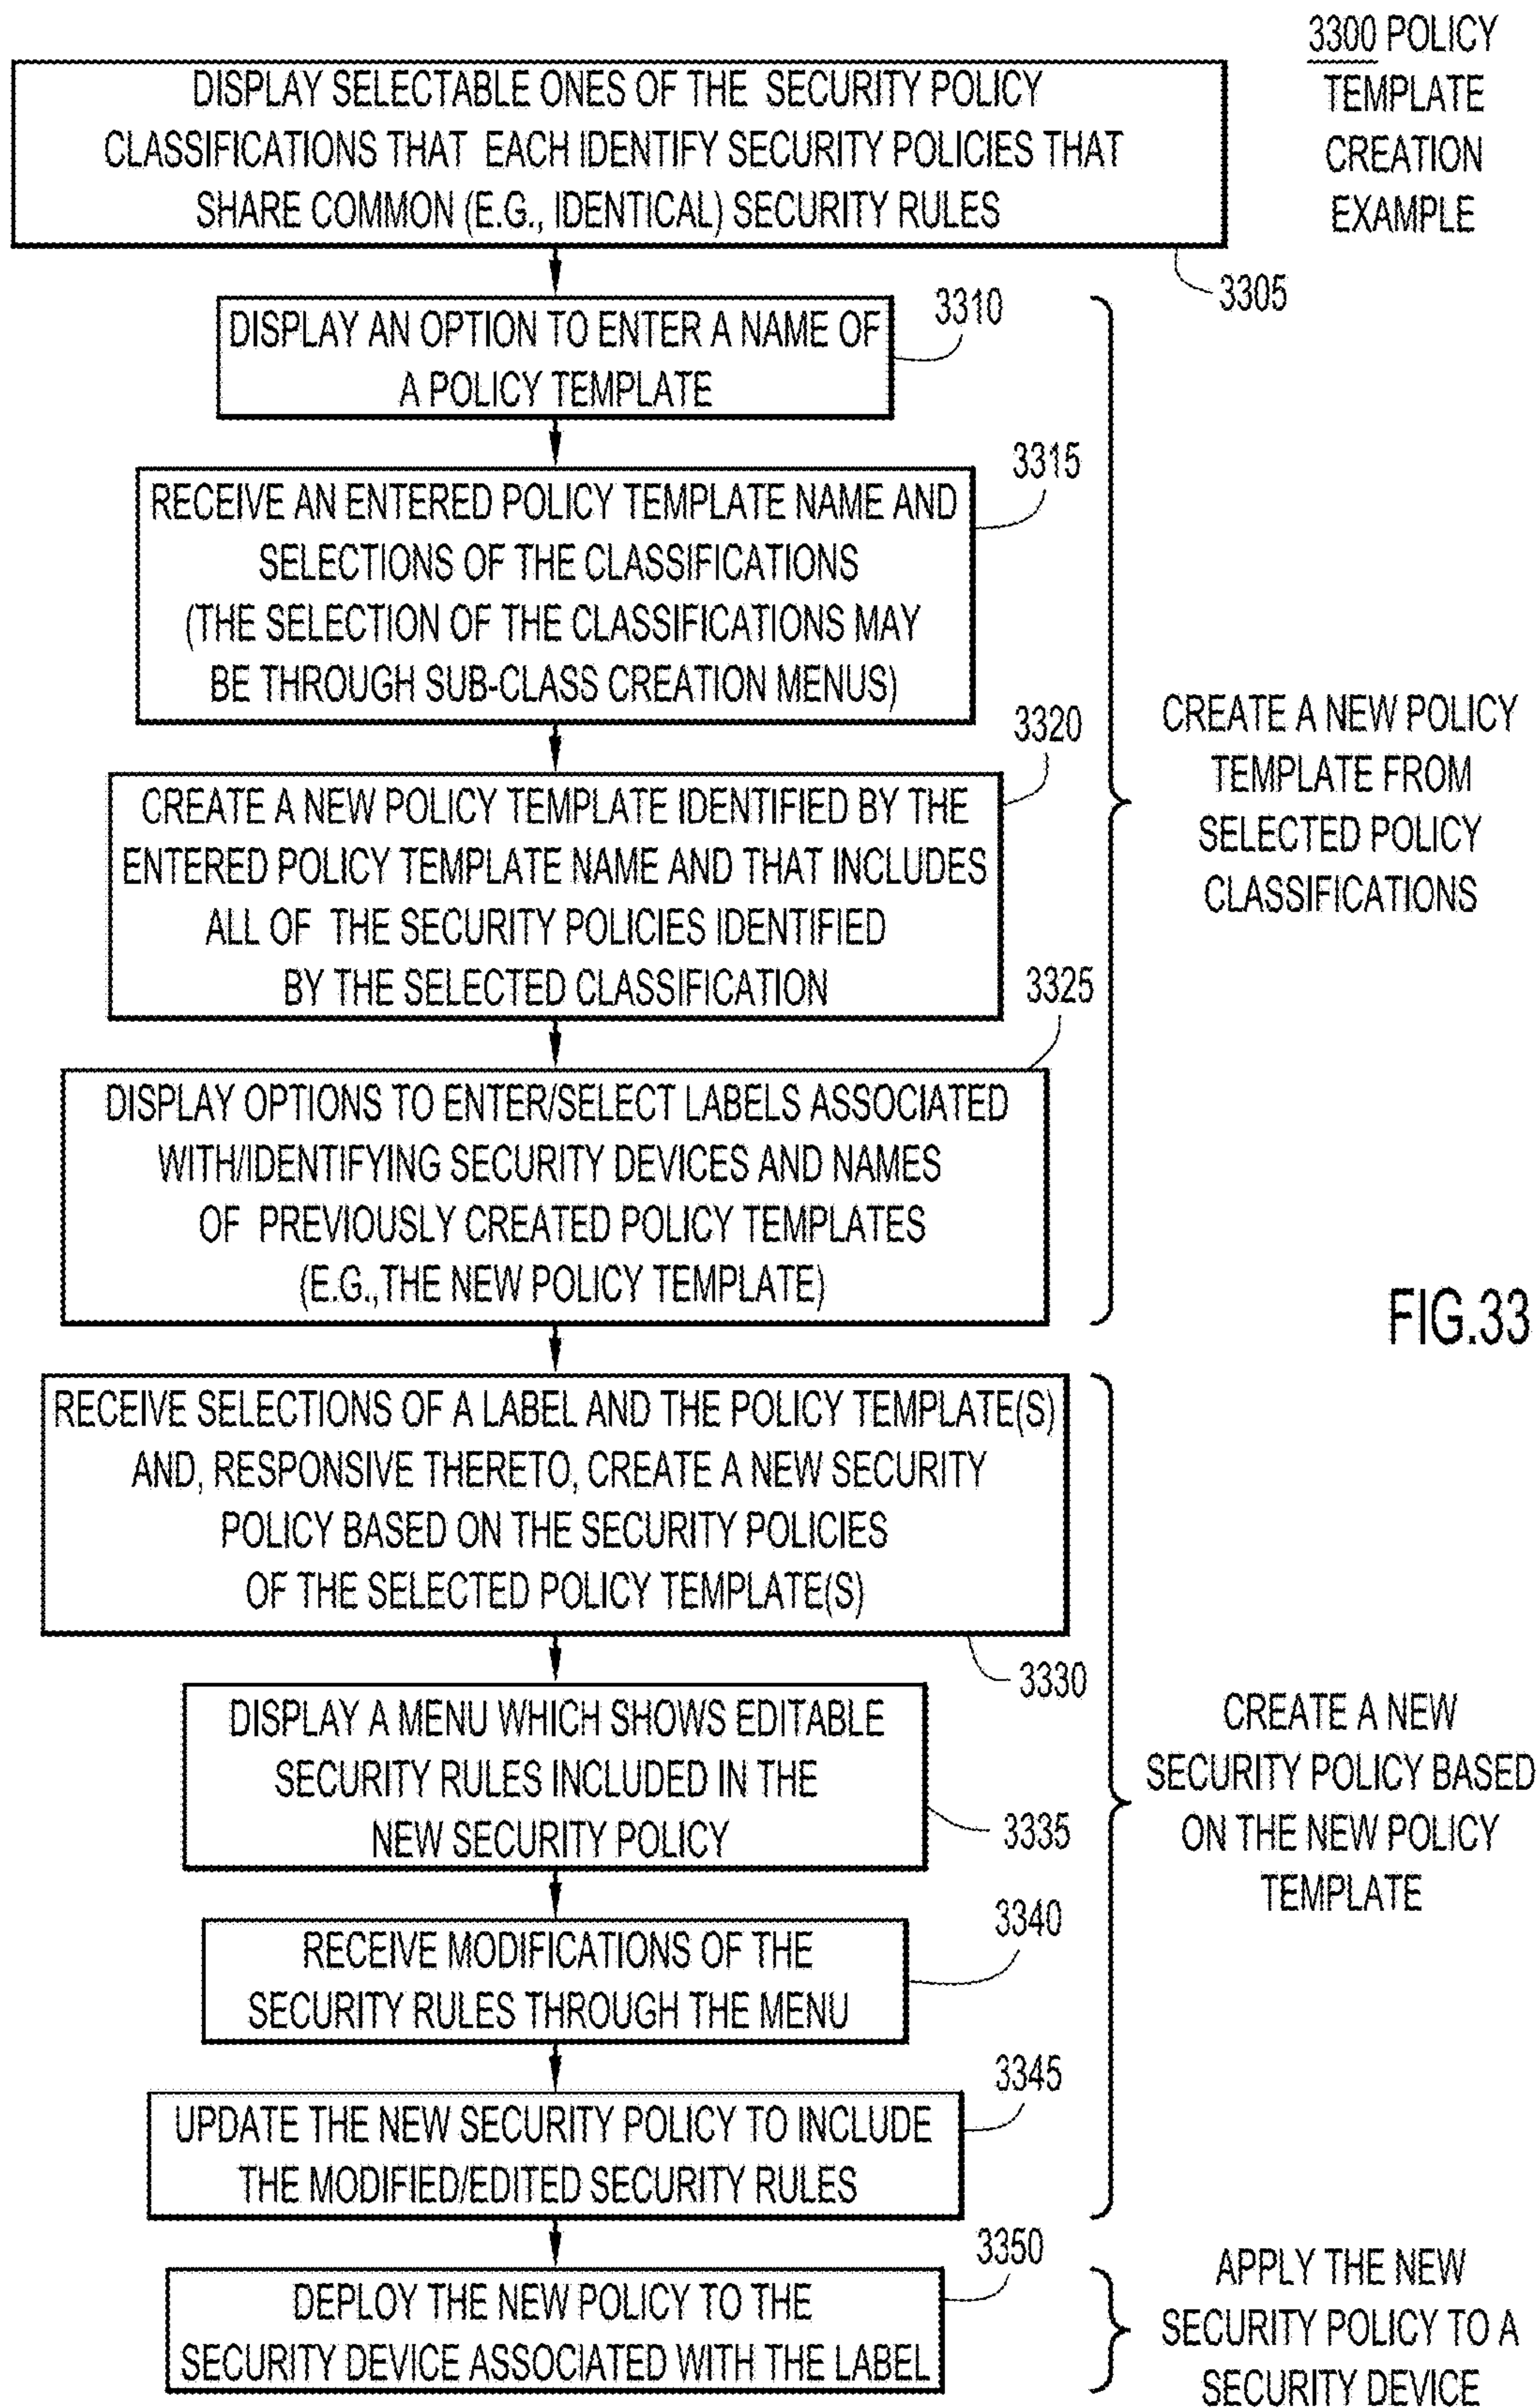 3300 POLICY
TEMPLATE
CREATION
EXAMPLE
DISPLAY SELECTABLE ONES OF THE SECURITY POLICY
CLASSIFICATIONS THAT EACH IDENTIFY SECURITY POLICIES THAT
SHARE COMMON (E.G., IDENTICAL) SECURITY RULES
3305
DISPLAY AN OPTION TO ENTER A NAME OF
A POLICY TEMPLATE
3310
RECEIVE AN ENTERED POLICY TEMPLATE NAME AND
SELECTIONS OF THE CLASSIFICATIONS
(THE SELECTION OF THE CLASSIFICATIONS MAY
BE THROUGH SUB-CLASS CREATION MENUS)
3315
CREATE A NEW POLICY TEMPLATE IDENTIFIED BY THE
ENTERED POLICY TEMPLATE NAME AND THAT INCLUDES
ALL OF THE SECURITY POLICIES IDENTIFIED
BY THE SELECTED CLASSIFICATION
3320
DISPLAY OPTIONS TO ENTER/SELECT LABELS ASSOCIATED
WITH/IDENTIFYING SECURITY DEVICES AND NAMES
OF PREVIOUSLY CREATED POLICY TEMPLATES
(E.G.,THE NEW POLICY TEMPLATE)
3325
CREATE A NEW POLICY
TEMPLATE FROM
SELECTED POLICY
CLASSIFICATIONS
FIG.33
RECEIVE SELECTIONS OF A LABEL AND THE POLICY TEMPLATE(S)
AND, RESPONSIVE THERETO, CREATE A NEW SECURITY
POLICY BASED ON THE SECURITY POLICIES
OF THE SELECTED POLICY TEMPLATE(S)
3330
DISPLAY A MENU WHICH SHOWS EDITABLE
SECURITY RULES INCLUDED IN THE
NEW SECURITY POLICY
3335
RECEIVE MODIFICATIONS OF THE
SECURITY RULES THROUGH THE MENU
3340
UPDATE THE NEW SECURITY POLICY TO INCLUDE
THE MODIFIED/EDITED SECURITY RULES
3345
CREATE A NEW
SECURITY POLICY BASED
ON THE NEW POLICY
TEMPLATE
DEPLOY THE NEW POLICY TO THE
SECURITY DEVICE ASSOCIATED WITH THE LABEL
3350
APPLY THE NEW
SECURITY POLICY TO A
SECURITY DEVICE